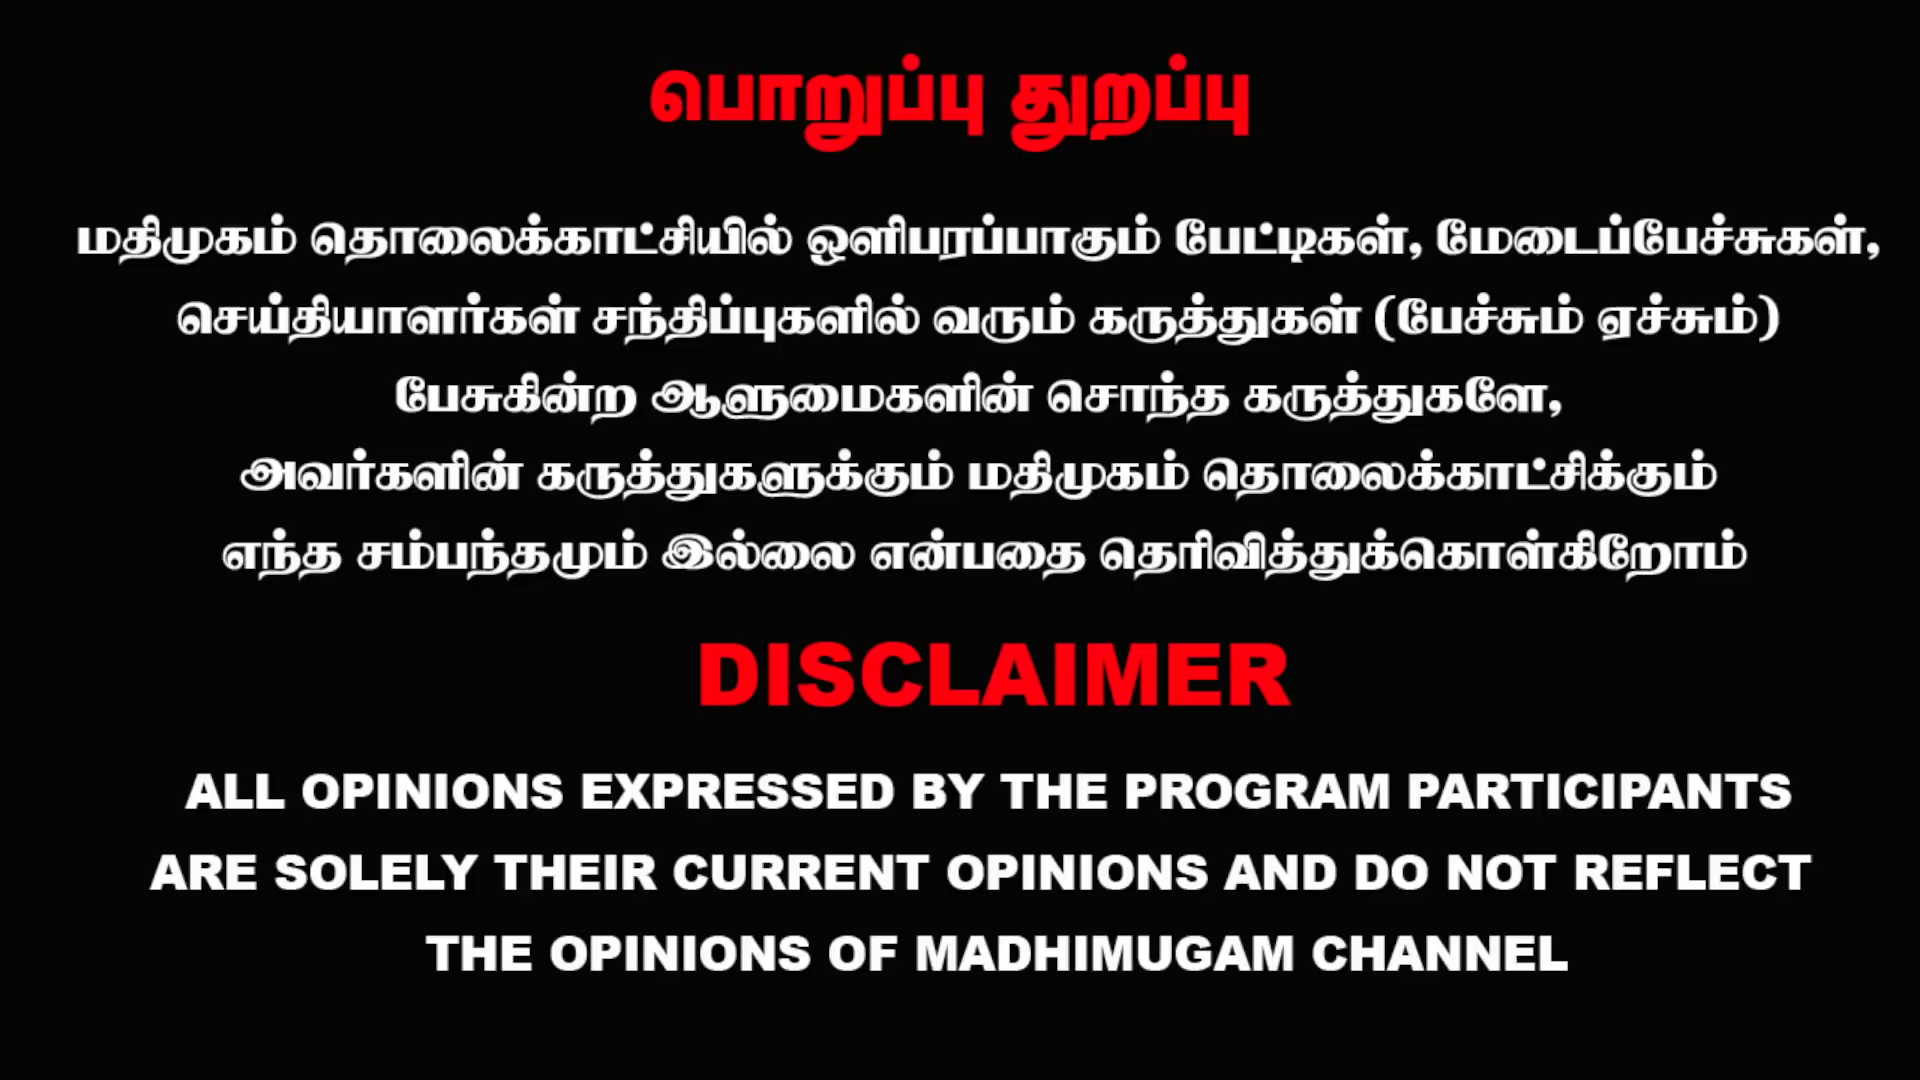 பொறுப்பு துறப்பு
மதிமுகம் தொலைக்காட்சியில் ஒளிபரப்பாகும் பேட்டிகள், மேடைப்பேச்சுகள்,
செய்தியாளர்கள் சந்திப்புகளில் வரும் கருத்துகள் (பேச்சும் ஏச்சும்)
பேசுகின்ற ஆளுமைகளின் சொந்த கருத்துகளே,
அவர்களின் கருத்துகளுக்கும் மதிமுகம் தொலைக்காட்சிக்கும்
எந்த சம்பந்தமும் இல்லை என்பதை தெரிவித்துக்கொள்கிறோம்
DISCLAIMER
ALL OPINIONS EXPRESSED BY THE PROGRAM PARTICIPANTS
ARE SOLELY THEIR CURRENT OPINIONS AND DO NOT REFLECT
THE OPINIONS OF MADHIMUGAM CHANNEL